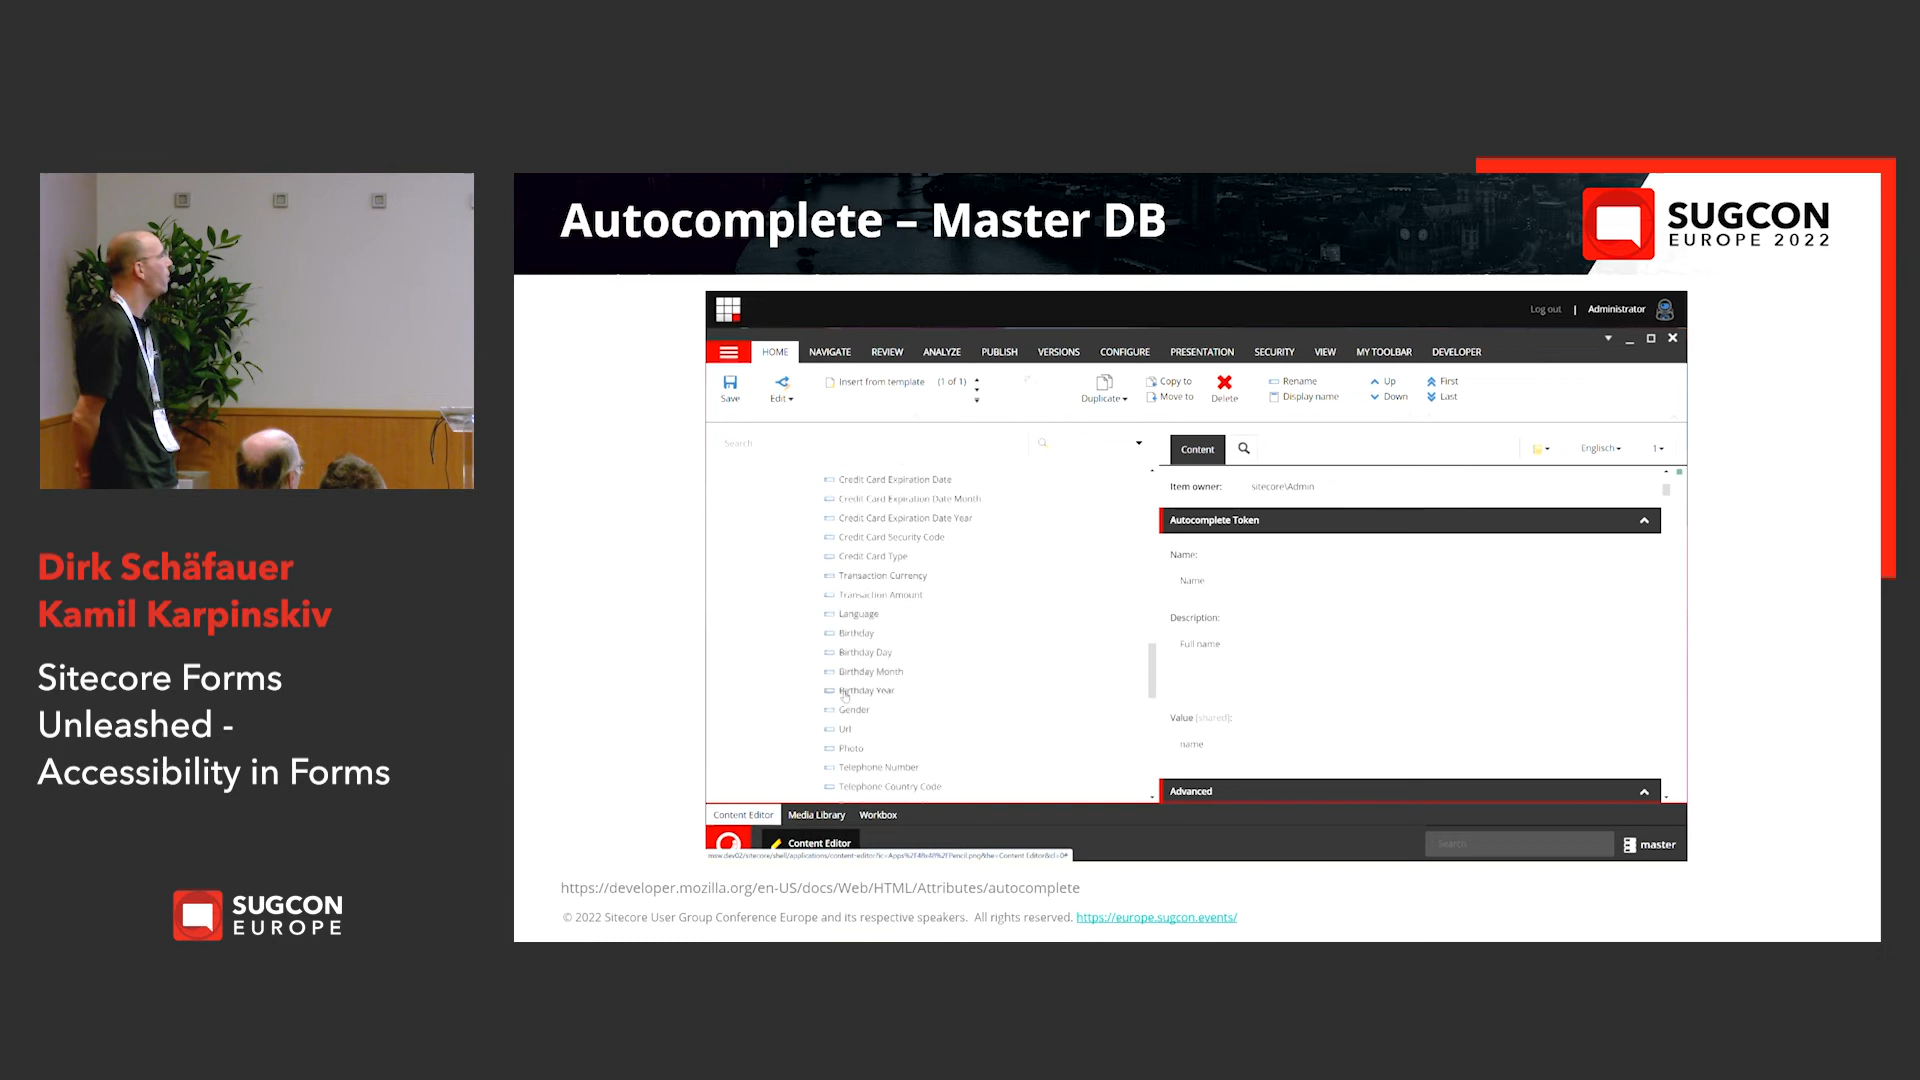 Autocomplete – Master DB
SUGCON
EUROPE 2022
Log out | Administrator
HOME NAVIGATE REVIEW ANALYZE PUBLISH VERSIONS CONFIGURE PRESENTATION SECURITY VIEW MY TOOLBAR DEVELOPER
Save
Edit
Insert from template (1 of 1)
Duplicate
Copy to
Move to
Delete
Rename
Display name
Up
Down
First
Last
Search
Credit Card Expiration Date
Credit Card Expiration Date Month
Credit Card Expiration Date Year
Credit Card Security Code
Credit Card Type
Transaction Currency
Transaction Amount
Language
Birthday
Birthday Day
Birthday Month
Birthday Year
Gender
Url
Photo
Telephone Number
Telephone Country Code
Content
Englisch
1
Item owner: sitecore\Admin
Autocomplete Token
Name:
Name
Description:
Full name
Value [shared]:
name
Advanced
Content Editor Media Library Workbox
Content Editor
Search
master
https://developer.mozilla.org/en-US/docs/Web/HTML/Attributes/autocomplete
© 2022 Sitecore User Group Conference Europe and its respective speakers. All rights reserved. https://europe.sugcon.events/
Dirk Schäfauer
Kamil Karpinskiv
Sitecore Forms
Unleashed -
Accessibility in Forms
SUGCON
EUROPE